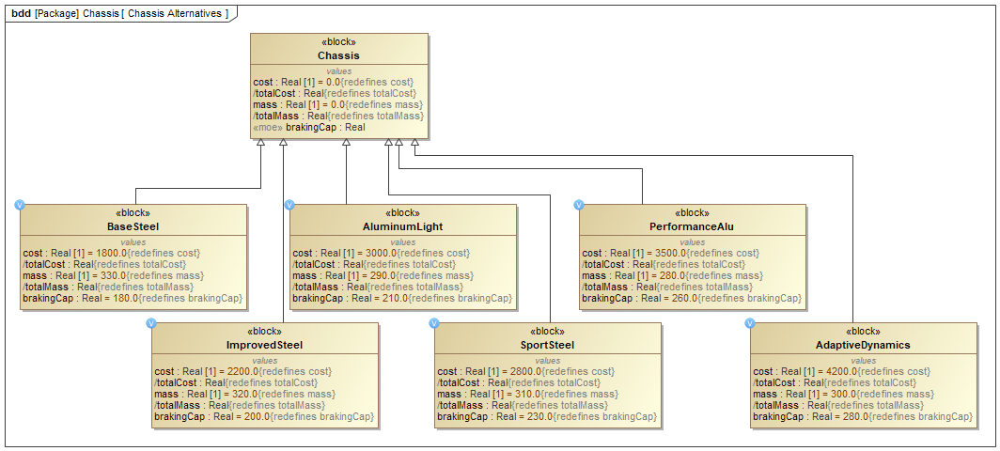 bdd [Package] Chassis [ Chassis Alternatives ]
«block»
Chassis
values
cost : Real [1] = 0.0{redefines cost}
/totalCost : Real{redefines totalCost}
mass : Real [1] = 0.0{redefines mass}
/totalMass : Real{redefines totalMass}
«moe» brakingCap : Real
V
«block»
BaseSteel
values
cost : Real [1] = 1800.0{redefines cost}
/totalCost : Real{redefines totalCost}
mass : Real [1] = 330.0{redefines mass}
/totalMass : Real{redefines totalMass}
brakingCap : Real = 180.0{redefines brakingCap}
V
«block»
AluminumLight
values
cost : Real [1] = 3000.0{redefines cost}
/totalCost : Real{redefines totalCost}
mass : Real [1] = 290.0{redefines mass}
/totalMass : Real{redefines totalMass}
brakingCap : Real = 210.0{redefines brakingCap}
V
«block»
PerformanceAlu
values
cost : Real [1] = 3500.0{redefines cost}
/totalCost : Real{redefines totalCost}
mass : Real [1] = 280.0{redefines mass}
/totalMass : Real{redefines totalMass}
brakingCap : Real = 260.0{redefines brakingCap}
V
«block»
ImprovedSteel
values
cost : Real [1] = 2200.0{redefines cost}
/totalCost : Real{redefines totalCost}
mass : Real [1] = 320.0{redefines mass}
/totalMass : Real{redefines totalMass}
brakingCap : Real = 200.0{redefines brakingCap}
V
«block»
SportSteel
values
cost : Real [1] = 2800.0{redefines cost}
/totalCost : Real{redefines totalCost}
mass : Real [1] = 310.0{redefines mass}
/totalMass : Real{redefines totalMass}
brakingCap : Real = 230.0{redefines brakingCap}
V
«block»
AdaptiveDynamics
values
cost : Real [1] = 4200.0{redefines cost}
/totalCost : Real{redefines totalCost}
mass : Real [1] = 300.0{redefines mass}
/totalMass : Real{redefines totalMass}
brakingCap : Real = 280.0{redefines brakingCap}